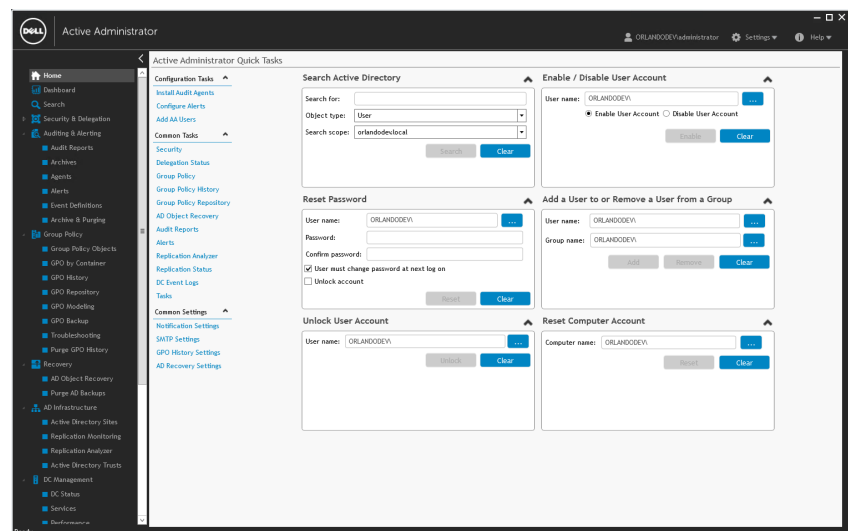 DELL
Active Administrator
ORLANDODEV\administrator
Settings
Help
Active Administrator Quick Tasks
Home
Dashboard
Search
Security & Delegation
Auditing & Alerting
Audit Reports
Archives
Agents
Alerts
Event Definitions
Archive & Purging
Group Policy
Group Policy Objects
GPO by Container
GPO History
GPO Repository
GPO Modeling
GPO Backup
Troubleshooting
Purge GPO History
Recovery
AD Object Recovery
Purge AD Backups
AD Infrastructure
Active Directory Sites
Replication Monitoring
Replication Analyzer
Active Directory Trusts
DC Management
DC Status
Services
Performance
Configuration Tasks
Install Audit Agents
Configure Alerts
Add AA Users
Common Tasks
Security
Delegation Status
Group Policy
Group Policy History
Group Policy Repository
AD Object Recovery
Audit Reports
Alerts
Replication Analyzer
Replication Status
DC Event Logs
Tasks
Common Settings
Notification Settings
SMTP Settings
GPO History Settings
AD Recovery Settings
Search Active Directory
Search for:
Object type: User
Search scope: orlandodev.local
Search Clear
Enable / Disable User Account
User name: ORLANDODEV\ ...
Enable User Account Disable User Account
Enable Clear
Reset Password
User name: ORLANDODEV\ ...
Password:
Confirm password:
User must change password at next log on
Unlock account
Reset Clear
Add a User to or Remove a User from a Group
User name: ORLANDODEV\ ...
Group name: ORLANDODEV\ ...
Add Remove Clear
Unlock User Account
User name: ORLANDODEV\ ...
Unlock Clear
Reset Computer Account
Computer name: ORLANDODEV\ ...
Reset Clear